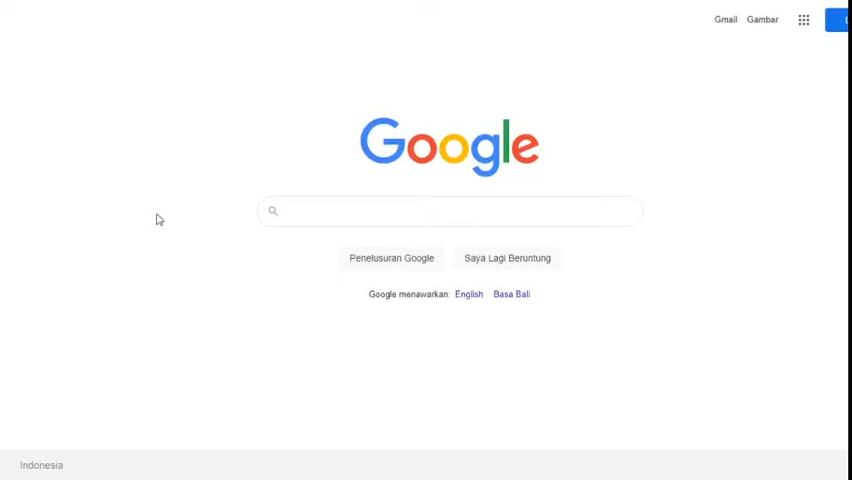 Gmail Gambar
Google
Penelusuran Google Saya Lagi Beruntung
Google menawarkan: English Basa Bali
Indonesia